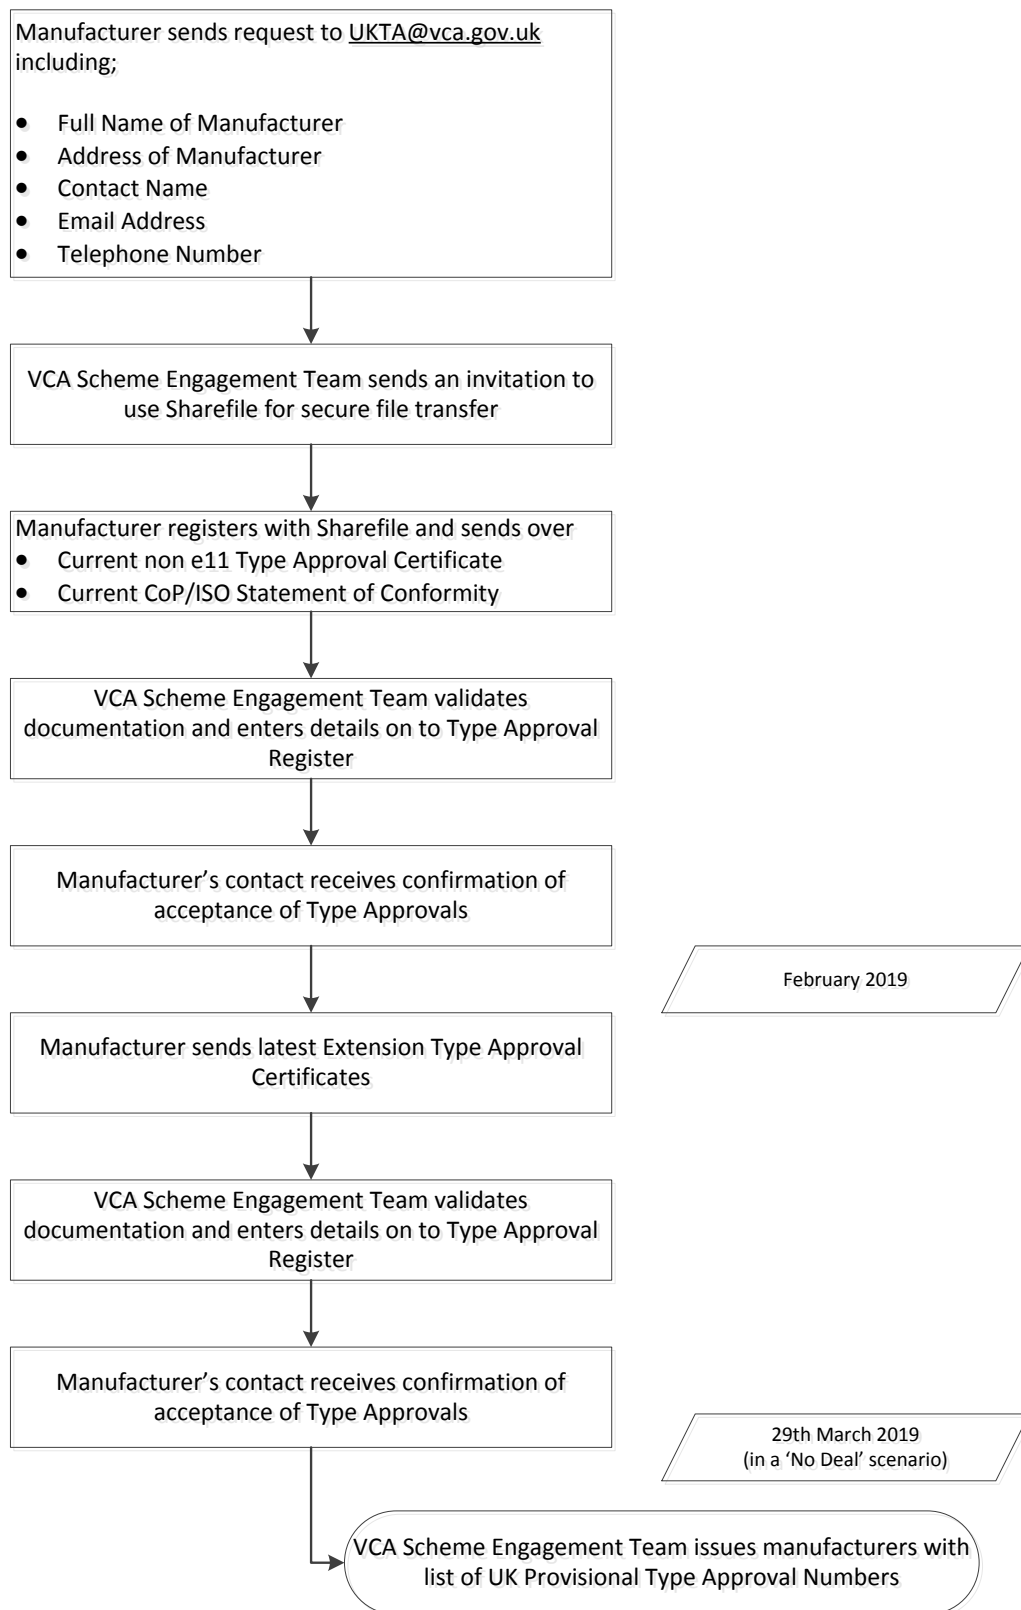 Manufacturer sends request to UKTA@vca.gov.uk
including;
• Full Name of Manufacturer
• Address of Manufacturer
• Contact Name
• Email Address
• Telephone Number
VCA Scheme Engagement Team sends an invitation to
use Sharefile for secure file transfer
Manufacturer registers with Sharefile and sends over
• Current non e11 Type Approval Certificate
• Current CoP/ISO Statement of Conformity
VCA Scheme Engagement Team validates
documentation and enters details on to Type Approval
Register
Manufacturer’s contact receives confirmation of
acceptance of Type Approvals
February 2019
Manufacturer sends latest Extension Type Approval
Certificates
VCA Scheme Engagement Team validates
documentation and enters details on to Type Approval
Register
Manufacturer’s contact receives confirmation of
acceptance of Type Approvals
29th March 2019
(in a ‘No Deal’ scenario)
VCA Scheme Engagement Team issues manufacturers with
list of UK Provisional Type Approval Numbers